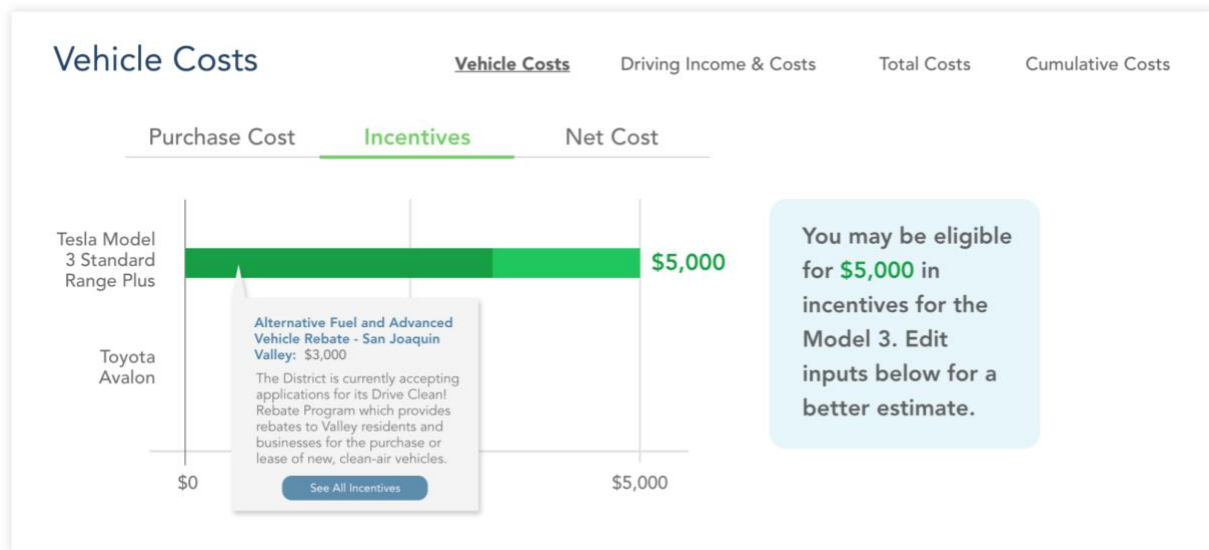 Vehicle Costs
Vehicle Costs
Driving Income & Costs
Total Costs
Cumulative Costs
Purchase Cost
Incentives
Net Cost
Tesla Model
3 Standard
Range Plus
$5,000
Alternative Fuel and Advanced
Vehicle Rebate - San Joaquin
Valley: $3,000
The District is currently accepting
applications for its Drive Clean!
Rebate Program which provides
rebates to Valley residents and
businesses for the purchase or
lease of new, clean-air vehicles.
See All Incentives
Toyota
Avalon
$0
$5,000
You may be eligible
for $5,000 in
incentives for the
Model 3. Edit
inputs below for a
better estimate.